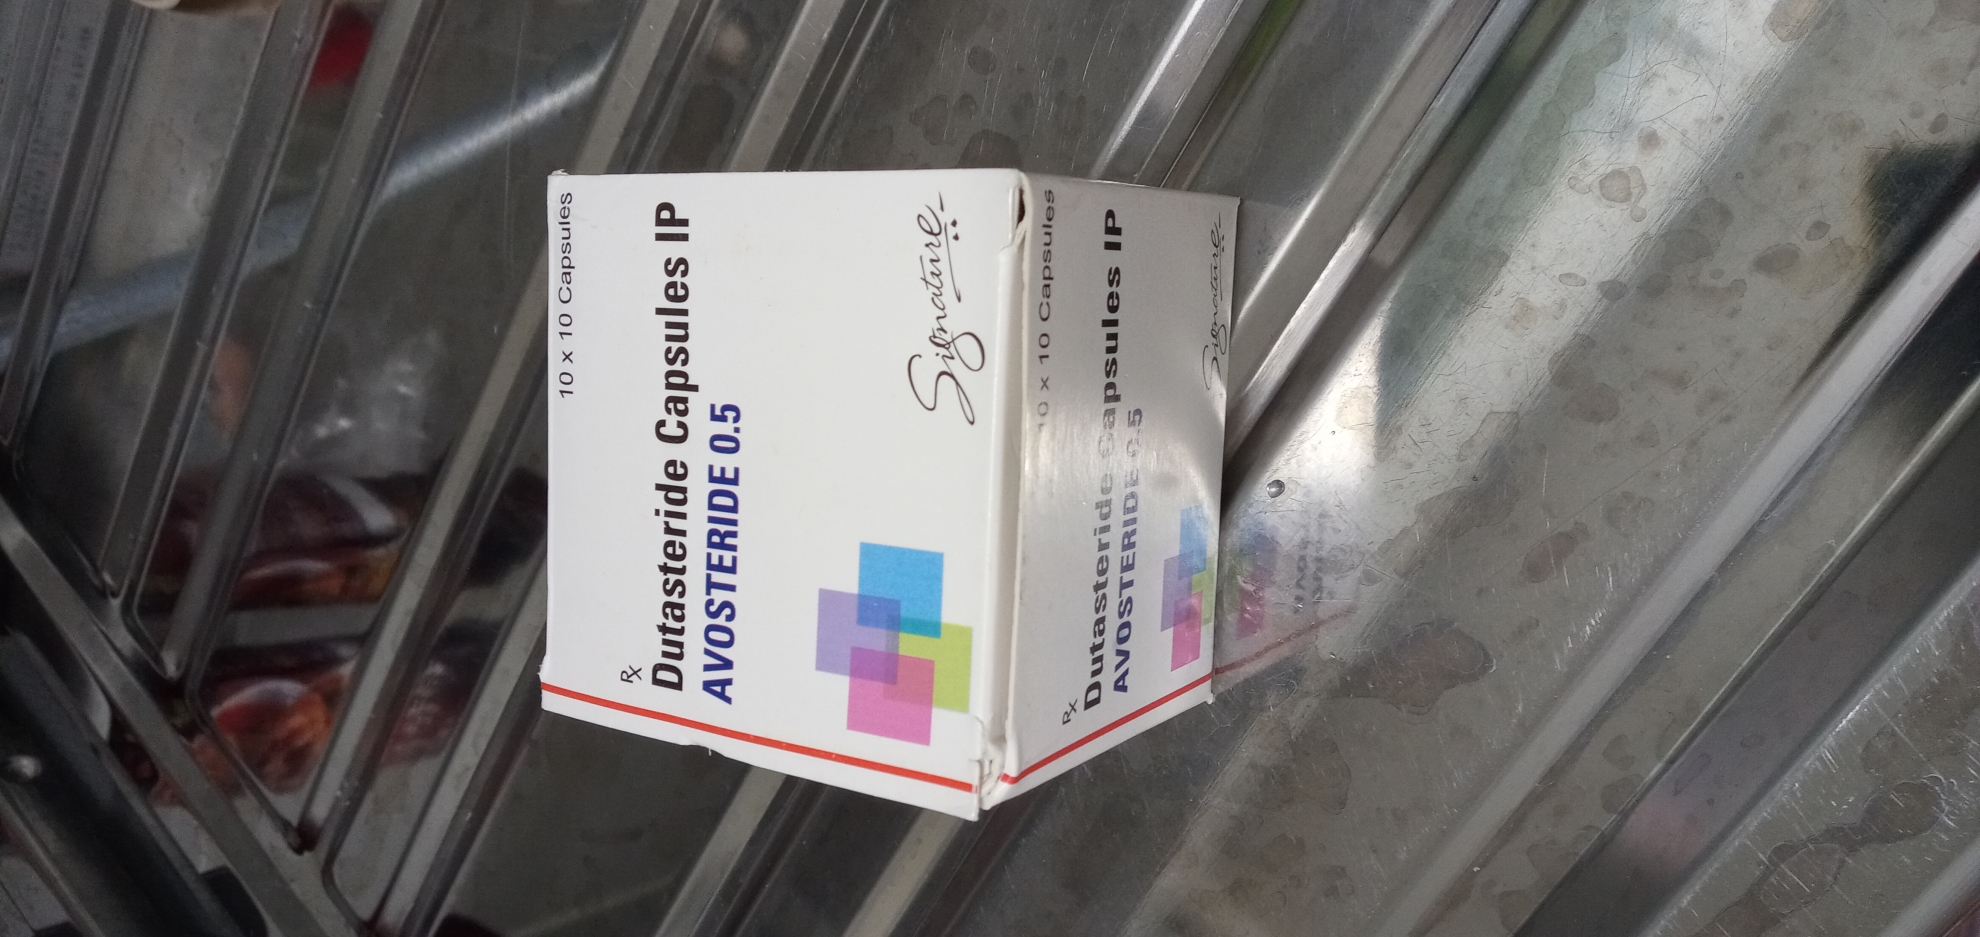 10 x 10 Capsules
Rx
Dutasteride Capsules IP
AVOSTERIDE 0.5
Signature
10 x 10 Capsules
Rx
Dutasteride Capsules IP
AVOSTERIDE 0.5
Signature